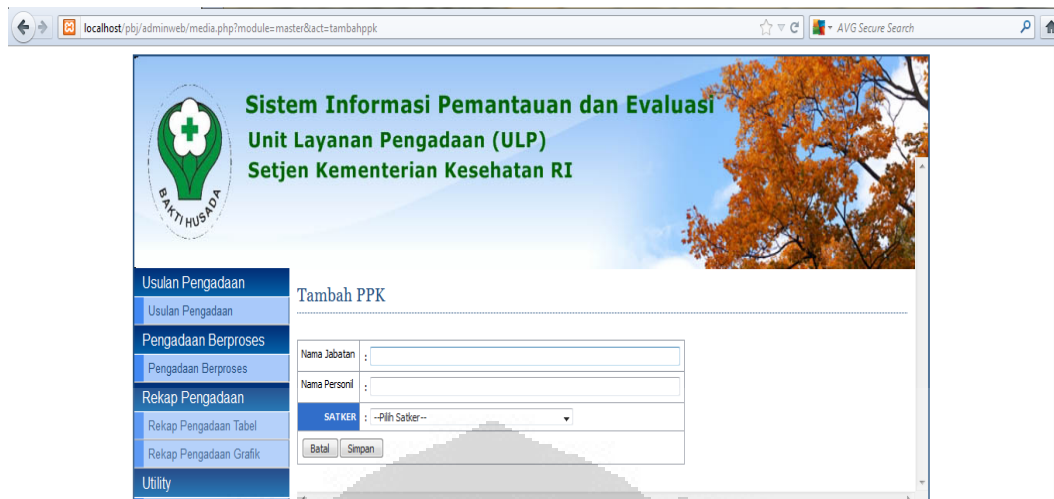 localhost/pbj/adminweb/media.php?module=master&act=tambahppk
AVG Secure Search
Sistem Informasi Pemantauan dan Evaluasi
Unit Layanan Pengadaan (ULP)
Setjen Kementerian Kesehatan RI
BAKTI HUSADA
Usulan Pengadaan
Usulan Pengadaan
Pengadaan Berproses
Pengadaan Berproses
Rekap Pengadaan
Rekap Pengadaan Tabel
Rekap Pengadaan Grafik
Utility
Tambah PPK
Nama Jabatan :
Nama Personil :
SATKER : --Pilih Satker--
Batal Simpan